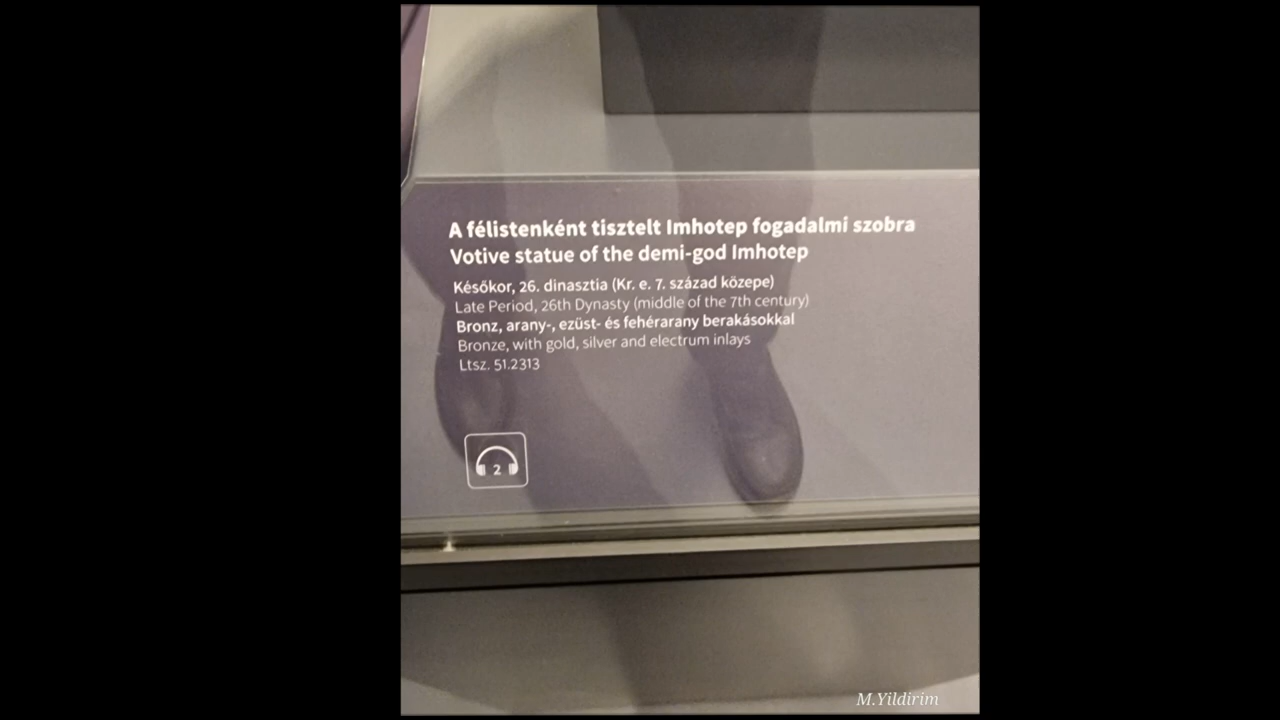 A félistenként tisztelt Imhotep fogadalmi szobra
Votive statue of the demi-god Imhotep
Későkor, 26. dinasztia (Kr. e. 7. század közepe)
Late Period, 26th Dynasty (middle of the 7th century)
Bronz, arany-, ezüst- és fehérarany berakásokkal
Bronze, with gold, silver and electrum inlays
Ltsz. 51.2313
2
M.Yildirim